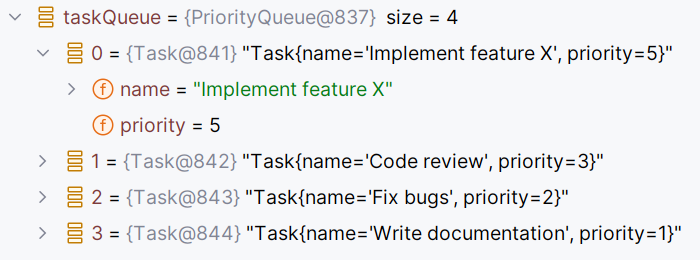 taskQueue = {PriorityQueue@837} size = 4
0 = {Task@841} "Task{name='Implement feature X', priority=5}"
f name = "Implement feature X"
f priority = 5
1 = {Task@842} "Task{name='Code review', priority=3}"
2 = {Task@843} "Task{name='Fix bugs', priority=2}"
3 = {Task@844} "Task{name='Write documentation', priority=1}"